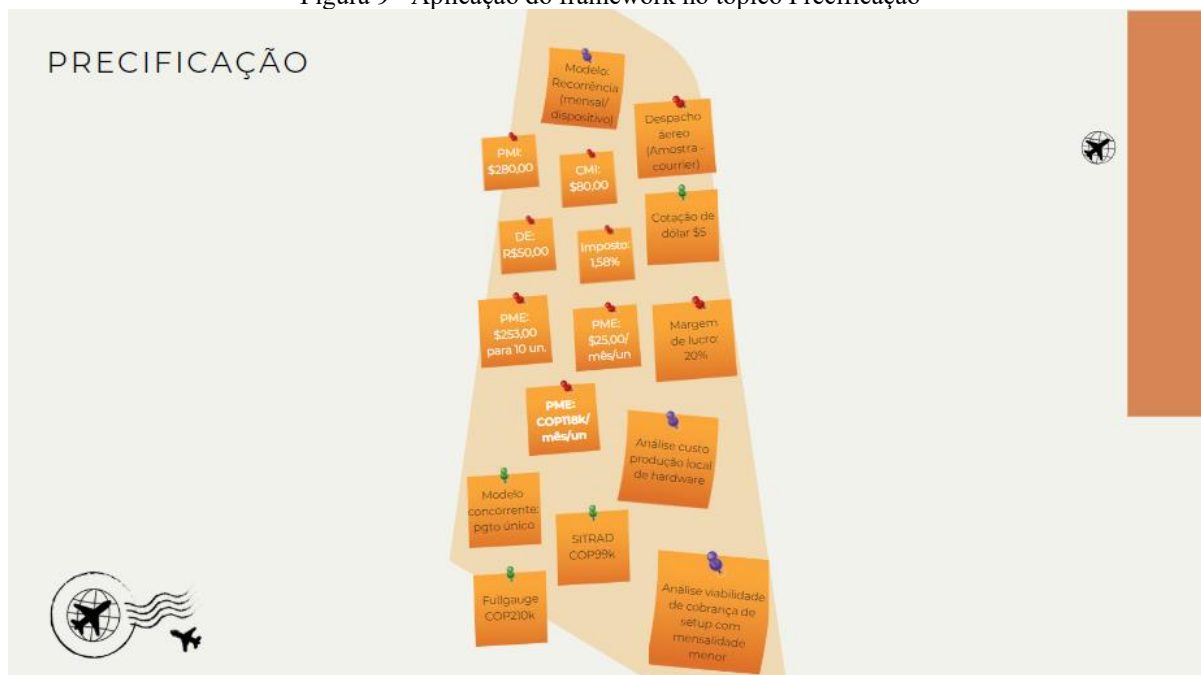 Figura 9 - Aplicação do framework no tópico Precificação
PRECIFICAÇÃO
Modelo:
Recorrência
(mensal/
dispositivo)
Despacho
áereo
(Amostra -
courrier)
PMI:
$280,00
CMI:
$80,00
Cotação de
dólar $5
DE:
R$50,00
Imposto:
1,58%
PME:
$253,00
para 10 un.
PME:
$25,00/
mês/un
Margem
de lucro:
20%
PME:
COP118k/
mês/un
Análise custo
produção local
de hardware
Modelo
concorrente:
pgto único
SITRAD
COP99k
Fullgauge
COP210k
Análise viabilidade
de cobrança de
setup com
mensalidade
menor